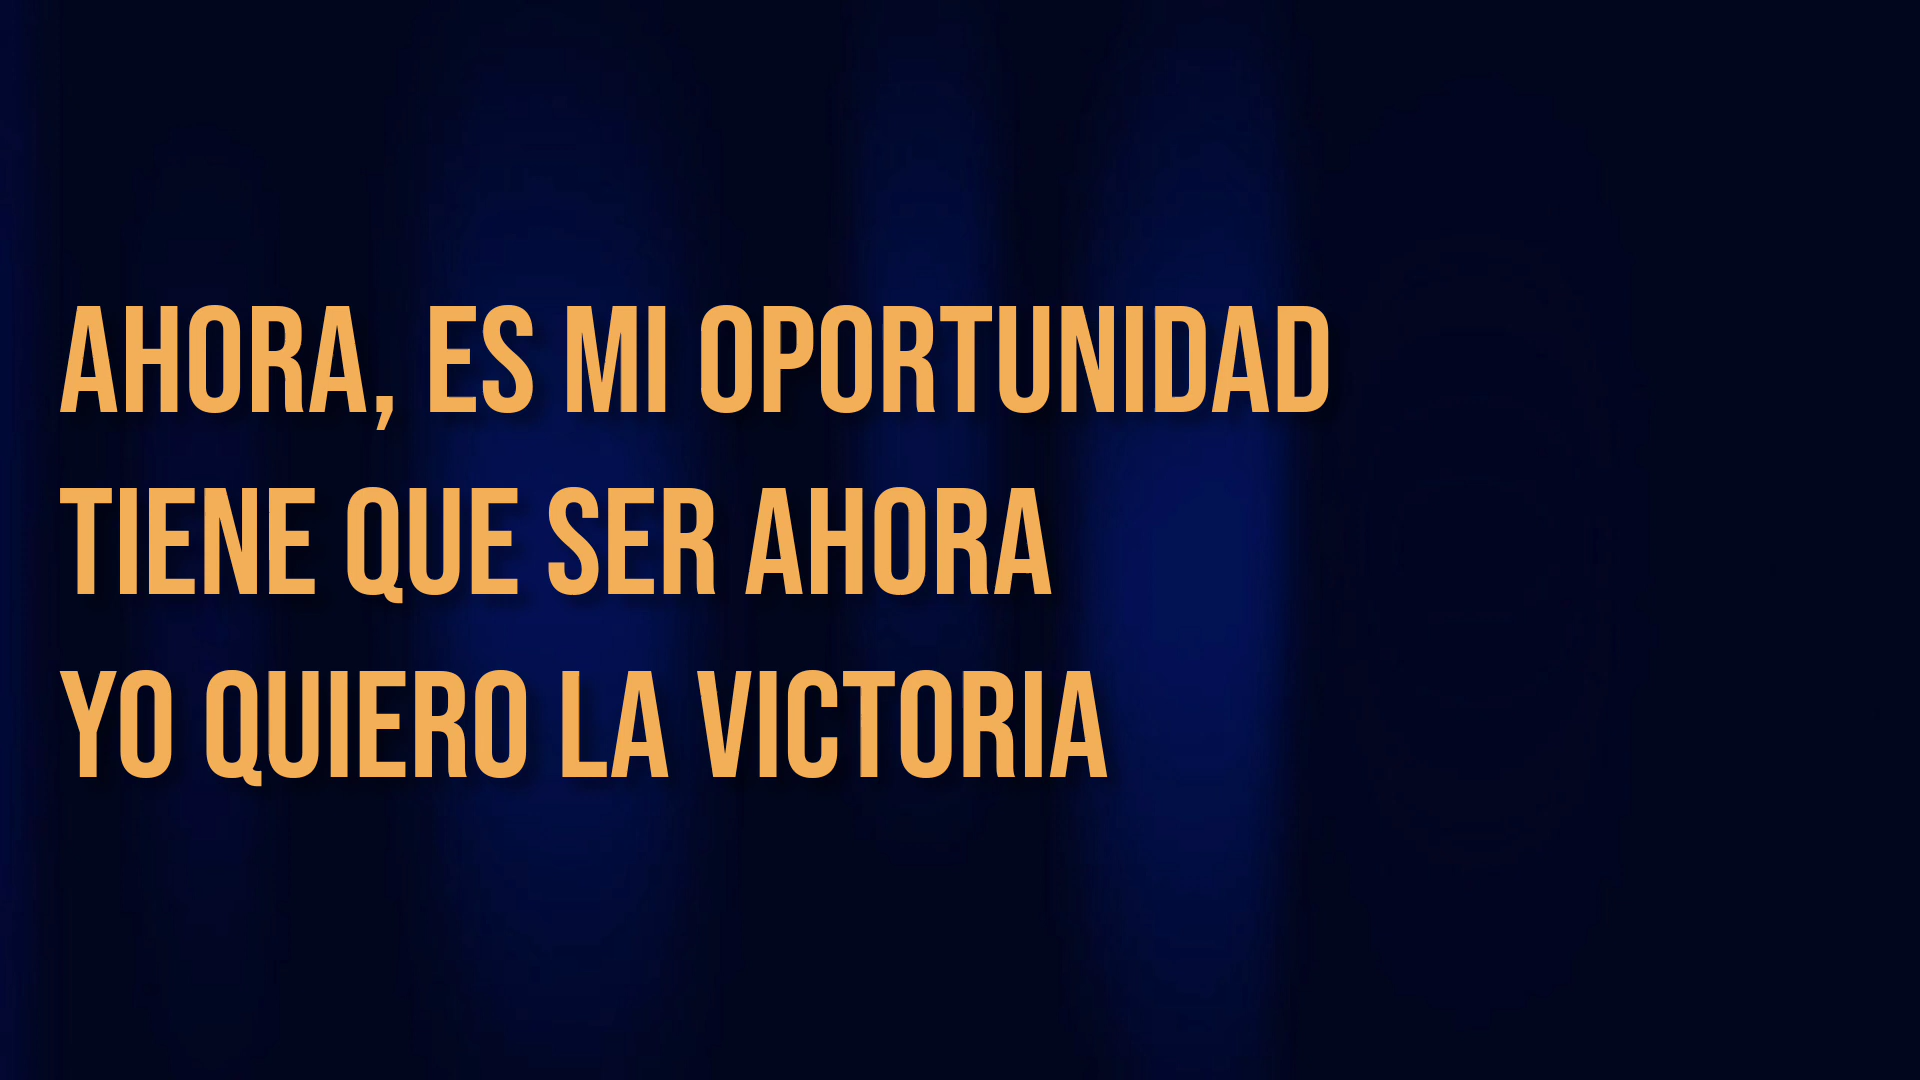 AHORA, ES MI OPORTUNIDAD
TIENE QUE SER AHORA
YO QUIERO LA VICTORIA